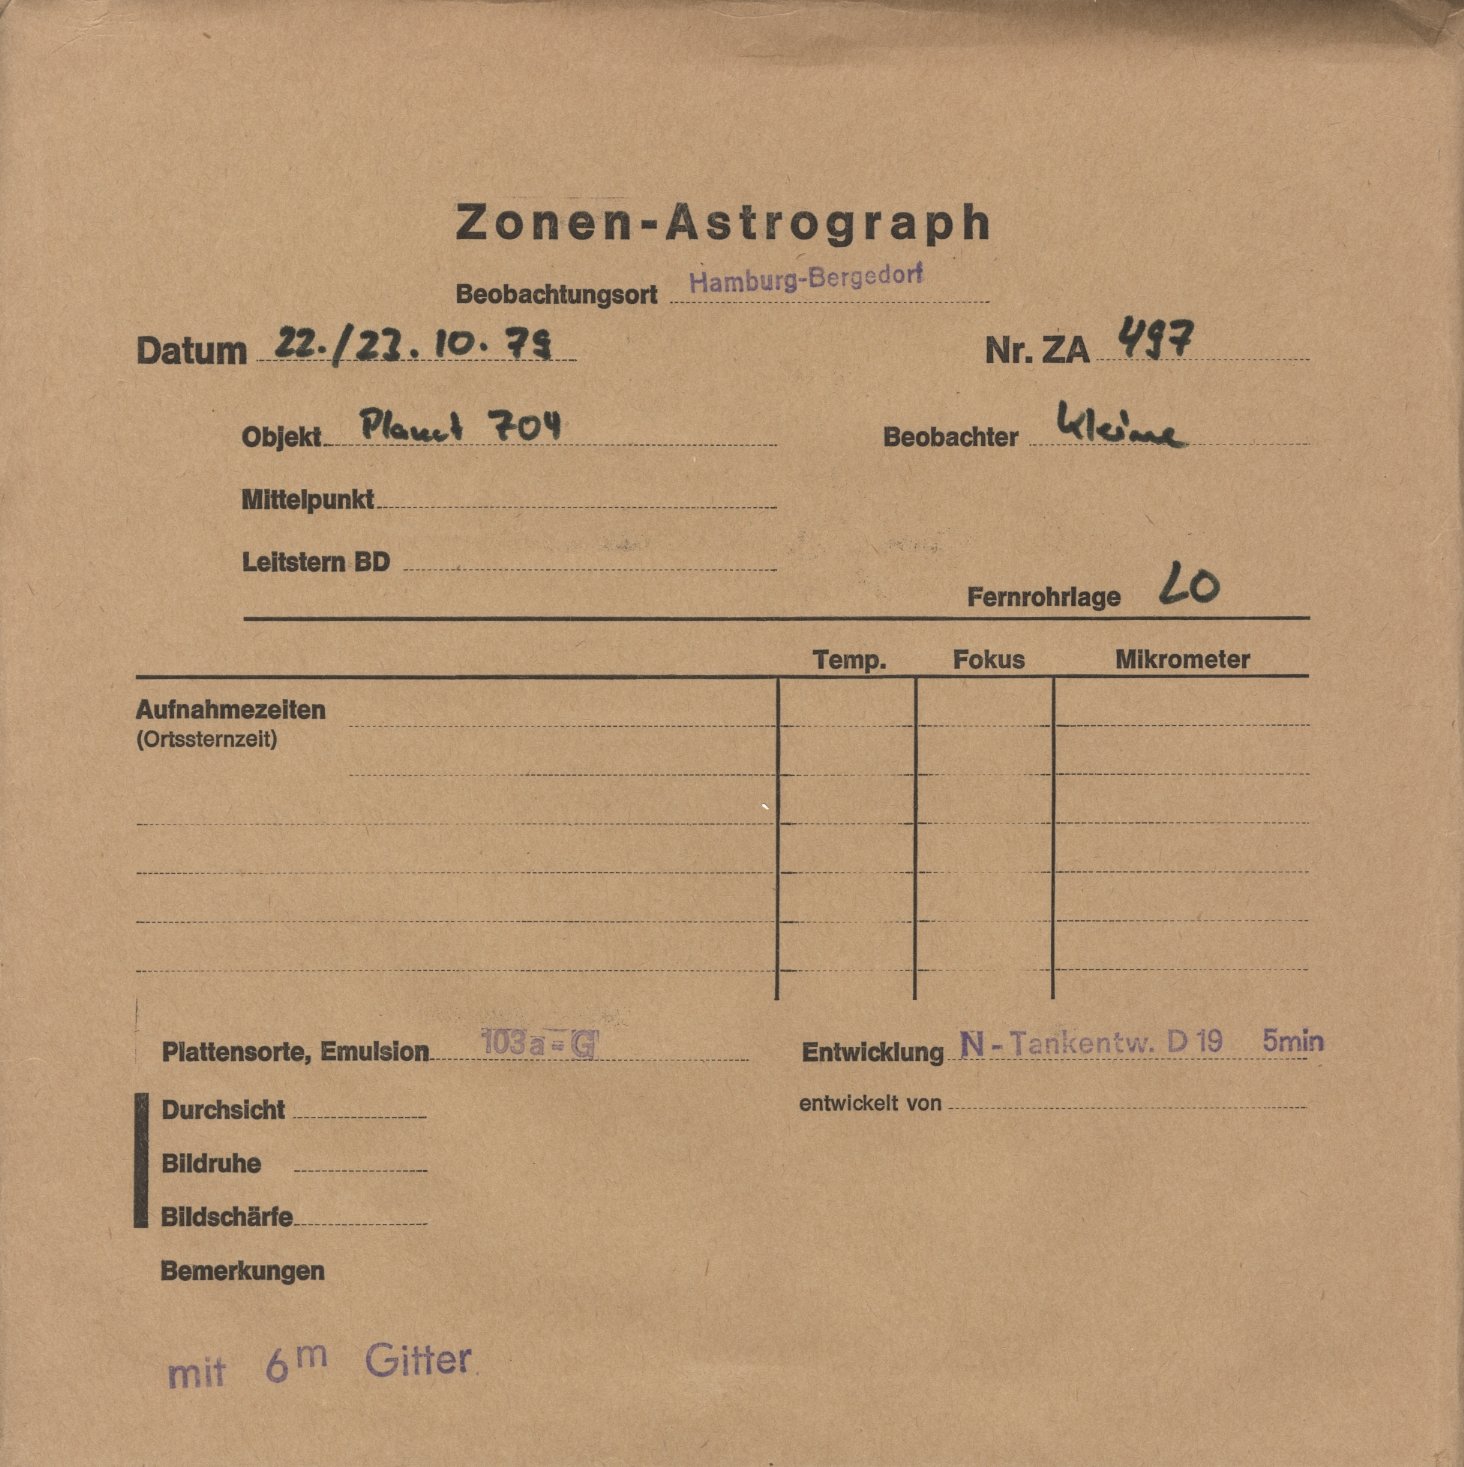 Zonen-Astrograph
Beobachtungsort Hamburg-Bergedorf
Datum 22./23. 10. 79 Nr. ZA 497
Objekt Planet 704 Beobachter Kleine
Mittelpunkt
Leitstern BD
Fernrohrlage LO
Temp. Fokus Mikrometer
Aufnahmezeiten
(Ortssternzeit)
Plattensorte, Emulsion 103a-G Entwicklung N-Tankentw. D 19 5min
Durchsicht entwickelt von
Bildruhe
Bildschärfe
Bemerkungen
mit 6m Gitter